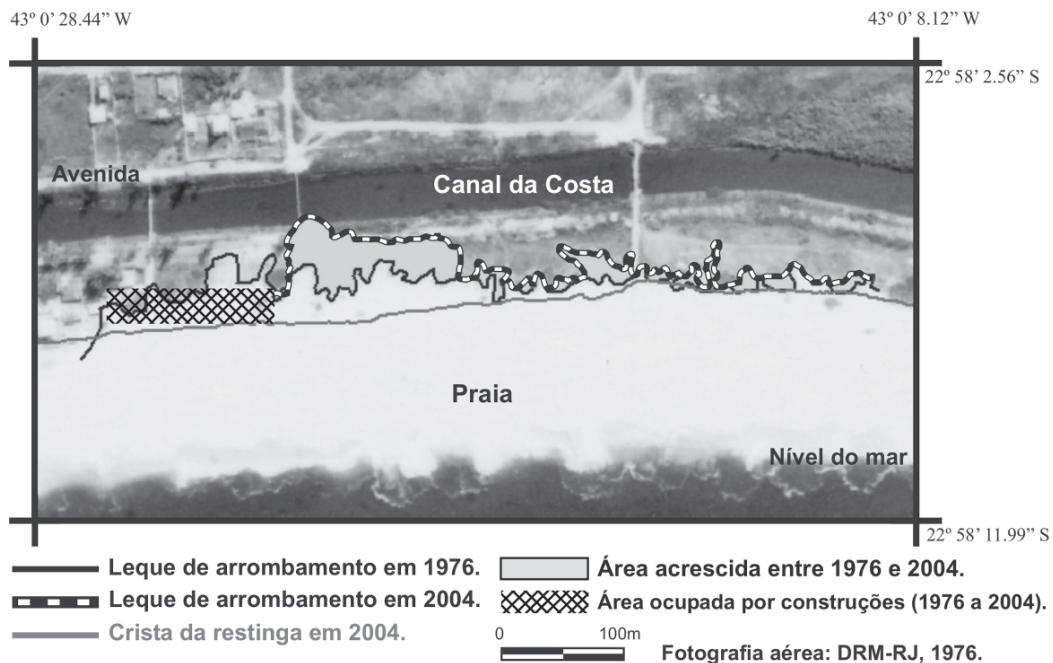 43º 0' 28.44” W
43º 0' 8.12” W
22º 58’ 2.56” S
Avenida
Canal da Costa
Praia
Nível do mar
22º 58’ 11.99” S
Leque de arrombamento em 1976.
Área acrescida entre 1976 e 2004.
Leque de arrombamento em 2004.
Área ocupada por construções (1976 a 2004).
Crista da restinga em 2004.
0 100m
Fotografia aérea: DRM-RJ, 1976.